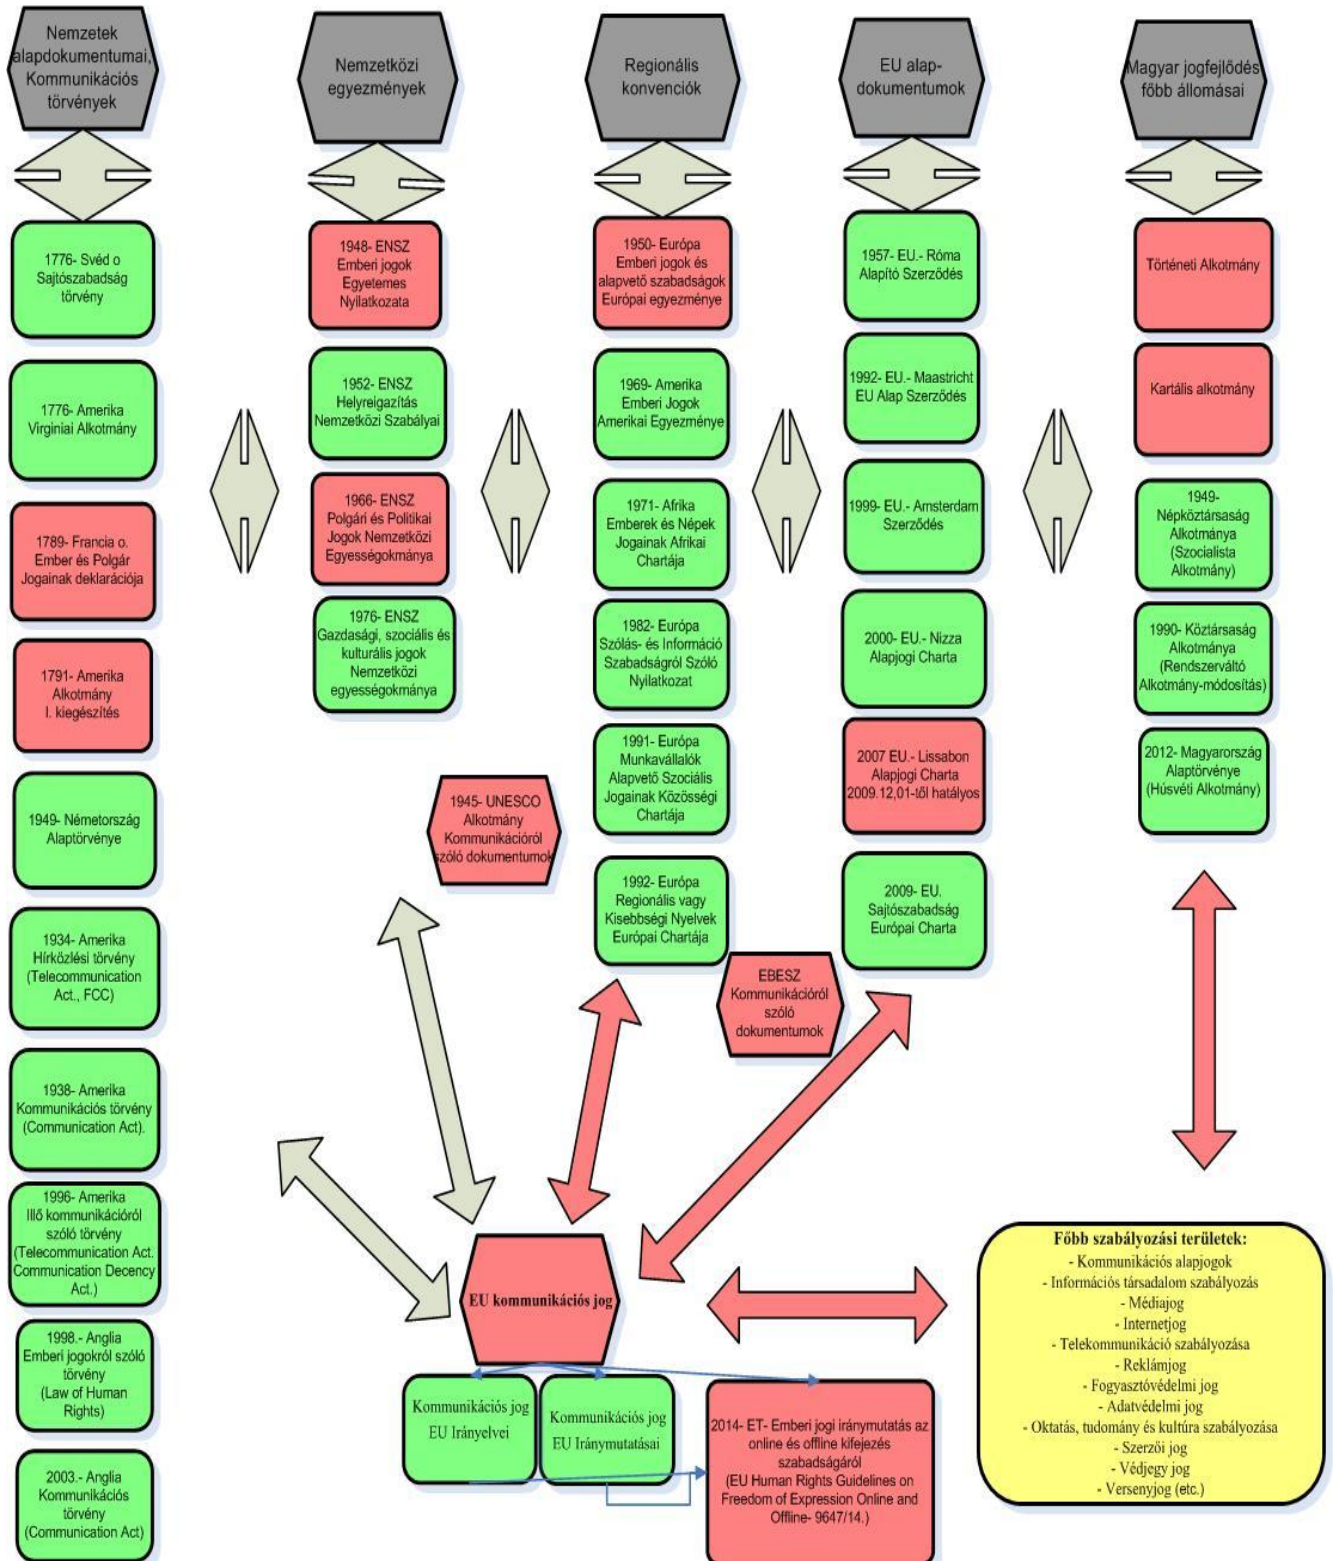 Nemzetek
alapdokumentumai,
Kommunikációs
törvények
Nemzetközi
egyezmények
Regionális
konvenciók
EU alap-
dokumentumok
Magyar jogfejlődés
főbb állomásai
1776- Svéd o
Sajtószabadság
törvény
1776- Amerika
Virginiai Alkotmány
1789- Francia o.
Ember és Polgár
Jogainak deklarációja
1791- Amerika
Alkotmány
I. kiegészítés
1949- Németország
Alaptörvénye
1934- Amerika
Hírközlési törvény
(Telecommunication
Act., FCC)
1938- Amerika
Kommunikációs törvény
(Communication Act).
1996- Amerika
Illő kommunikációról
szóló törvény
(Telecommunication Act.
Communication Decency
Act.)
1998.- Anglia
Emberi jogokról szóló
törvény
(Law of Human
Rights)
2003.- Anglia
Kommunikációs
törvény
(Communication Act)
1948- ENSZ
Emberi jogok
Egyetemes
Nyilatkozata
1952- ENSZ
Helyreigazítás
Nemzetközi Szabályai
1966- ENSZ
Polgári és Politikai
Jogok Nemzetközi
Egyességokmánya
1976- ENSZ
Gazdasági, szociális és
kulturális jogok
Nemzetközi
egyességokmánya
1945- UNESCO
Alkotmány
Kommunikációról
szóló dokumentumok
1950- Európa
Emberi jogok és
alapvető szabadságok
Európai egyezménye
1969- Amerika
Emberi Jogok
Amerikai Egyezménye
1971- Afrika
Emberek és Népek
Jogainak Afrikai
Chartája
1982- Európa
Szólás- és Információ
Szabadságról Szóló
Nyilatkozat
1991- Európa
Munkavállalók
Alapvető Szociális
Jogainak Közösségi
Chartája
1992- Európa
Regionális vagy
Kisebbségi Nyelvek
Európai Chartája
EBESZ
Kommunikációról
szóló
dokumentumok
1957- EU.- Róma
Alapító Szerződés
1992- EU.- Maastricht
EU Alap Szerződés
1999- EU.- Amsterdam
Szerződés
2000- EU.- Nizza
Alapjogi Charta
2007 EU.- Lissabon
Alapjogi Charta
2009.12,01-től hatályos
2009- EU.
Sajtószabadság
Európai Charta
Történeti Alkotmány
Kartális alkotmány
1949-
Népköztársaság
Alkotmánya
(Szocialista
Alkotmány)
1990- Köztársaság
Alkotmánya
(Rendszerváltó
Alkotmány-módosítás)
2012- Magyarország
Alaptörvénye
(Húsvéti Alkotmány)
EU kommunikációs jog
Kommunikációs jog
EU Irányelvei
Kommunikációs jog
EU Iránymutatásai
2014- ET- Emberi jogi iránymutatás az
online és offline kifejezés
szabadságáról
(EU Human Rights Guidelines on
Freedom of Expression Online and
Offline- 9647/14.)
Főbb szabályozási területek:
- Kommunikációs alapjogok
- Információs társadalom szabályozás
- Médiajog
- Internetjog
- Telekommunikáció szabályozása
- Reklámjog
- Fogyasztóvédelmi jog
- Adatvédelmi jog
- Oktatás, tudomány és kultúra szabályozása
- Szerzői jog
- Védjegy jog
- Versenyjog (etc.)